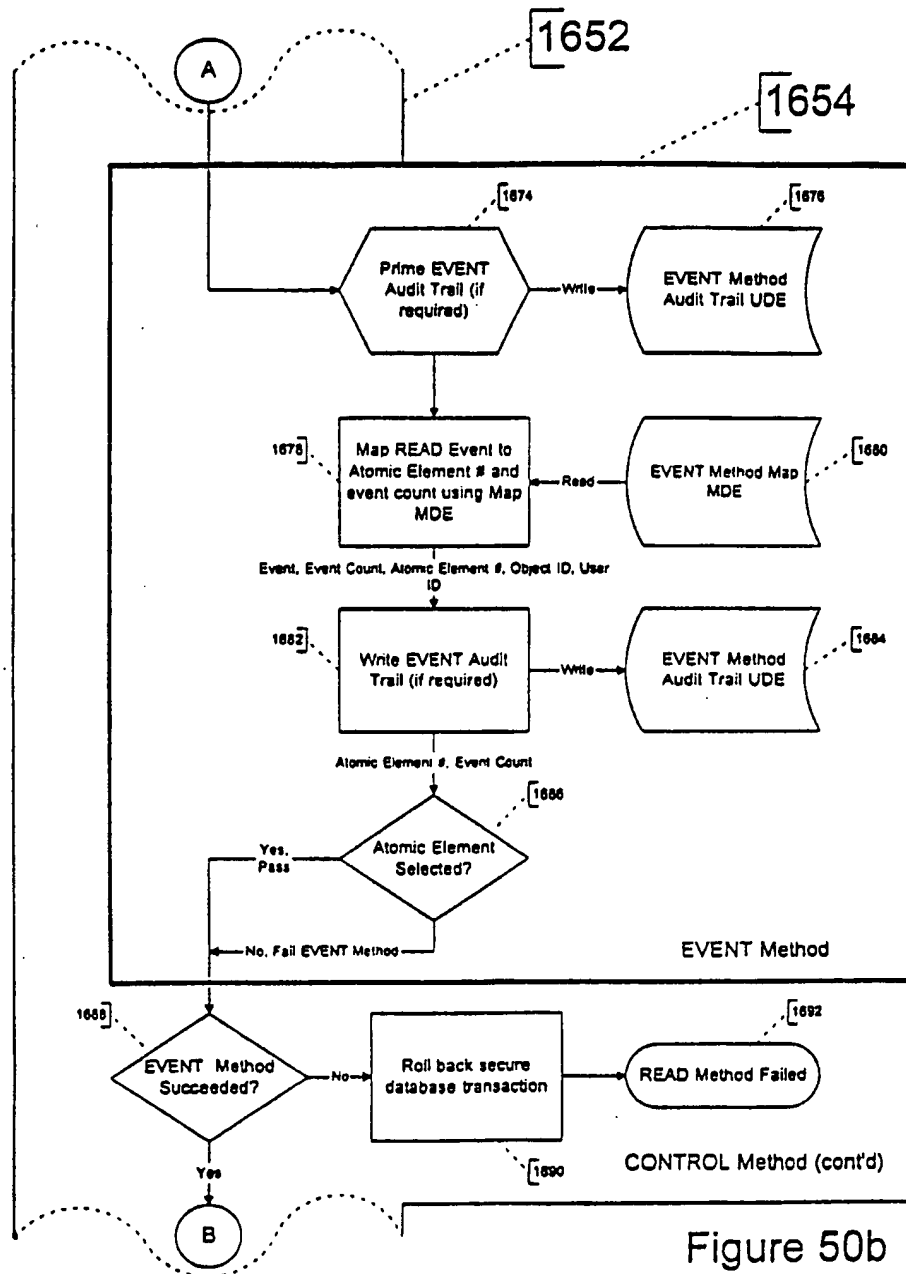 1652
A
1654
1674
1676
Prime EVENT
Audit Trail (if
required)
Write
EVENT Method
Audit Trail UDE
1678
Map READ Event to
Atomic Element # and
event count using Map
MDE
Read
EVENT Method Map
MDE
1680
Event, Event Count, Atomic Element #, Object ID, User
ID
1682
Write EVENT Audit
Trail (if required)
Write
EVENT Method
Audit Trail UDE
1684
Atomic Element #, Event Count
1686
Yes,
Pass
Atomic Element
Selected?
No, Fail EVENT Method
EVENT Method
1688
EVENT Method
Succeeded?
No
Roll back secure
database transaction
1692
READ Method Failed
Yes
1690
CONTROL Method (cont'd)
B
Figure 50b